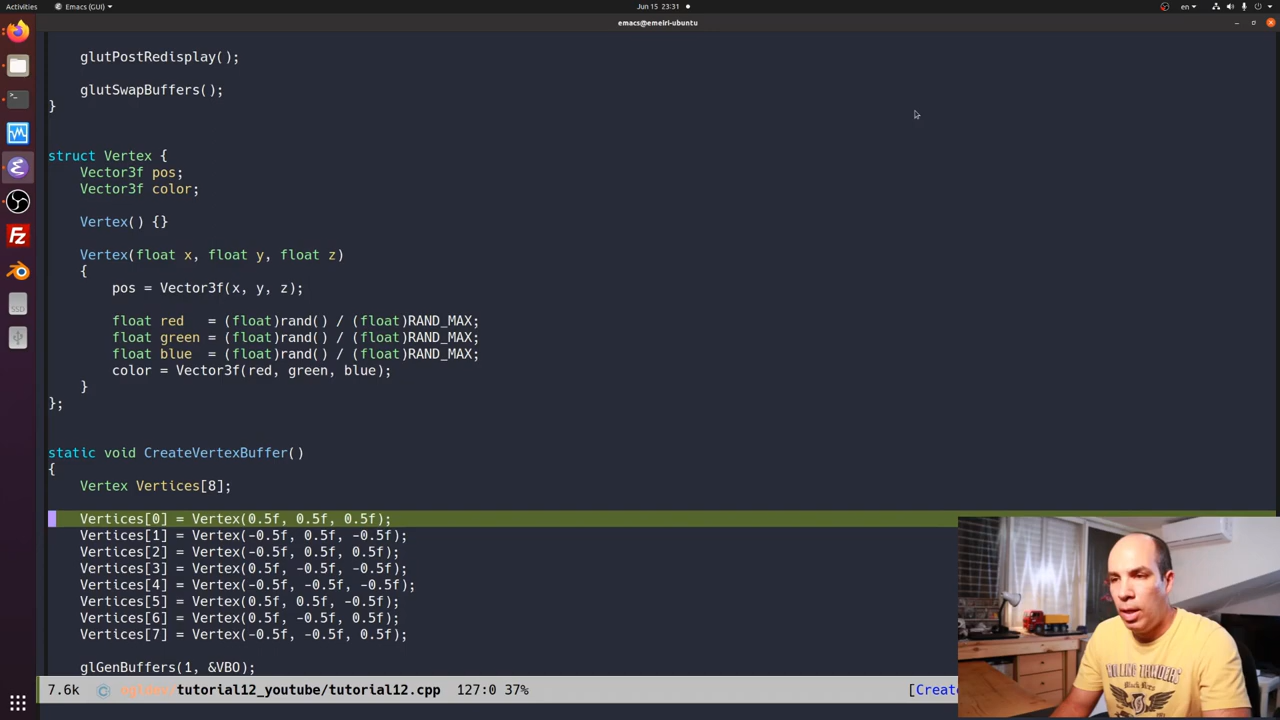 Activities
Emacs (GUI)
Jun 15 23:31
en
emacs@emeiri-ubuntu
glutPostRedisplay();
glutSwapBuffers();
}
struct Vertex {
Vector3f pos;
Vector3f color;
Vertex() {}
Vertex(float x, float y, float z)
{
pos = Vector3f(x, y, z);
float red   = (float)rand() / (float)RAND_MAX;
float green = (float)rand() / (float)RAND_MAX;
float blue  = (float)rand() / (float)RAND_MAX;
color = Vector3f(red, green, blue);
}
};
static void CreateVertexBuffer()
{
Vertex Vertices[8];
Vertices[0] = Vertex(0.5f, 0.5f, 0.5f);
Vertices[1] = Vertex(-0.5f, 0.5f, -0.5f);
Vertices[2] = Vertex(-0.5f, 0.5f, 0.5f);
Vertices[3] = Vertex(0.5f, -0.5f, -0.5f);
Vertices[4] = Vertex(-0.5f, -0.5f, -0.5f);
Vertices[5] = Vertex(0.5f, 0.5f, -0.5f);
Vertices[6] = Vertex(0.5f, -0.5f, 0.5f);
Vertices[7] = Vertex(-0.5f, -0.5f, 0.5f);
glGenBuffers(1, &VBO);
7.6k tutorial12_youtube/tutorial12.cpp 127:0 37% [Create